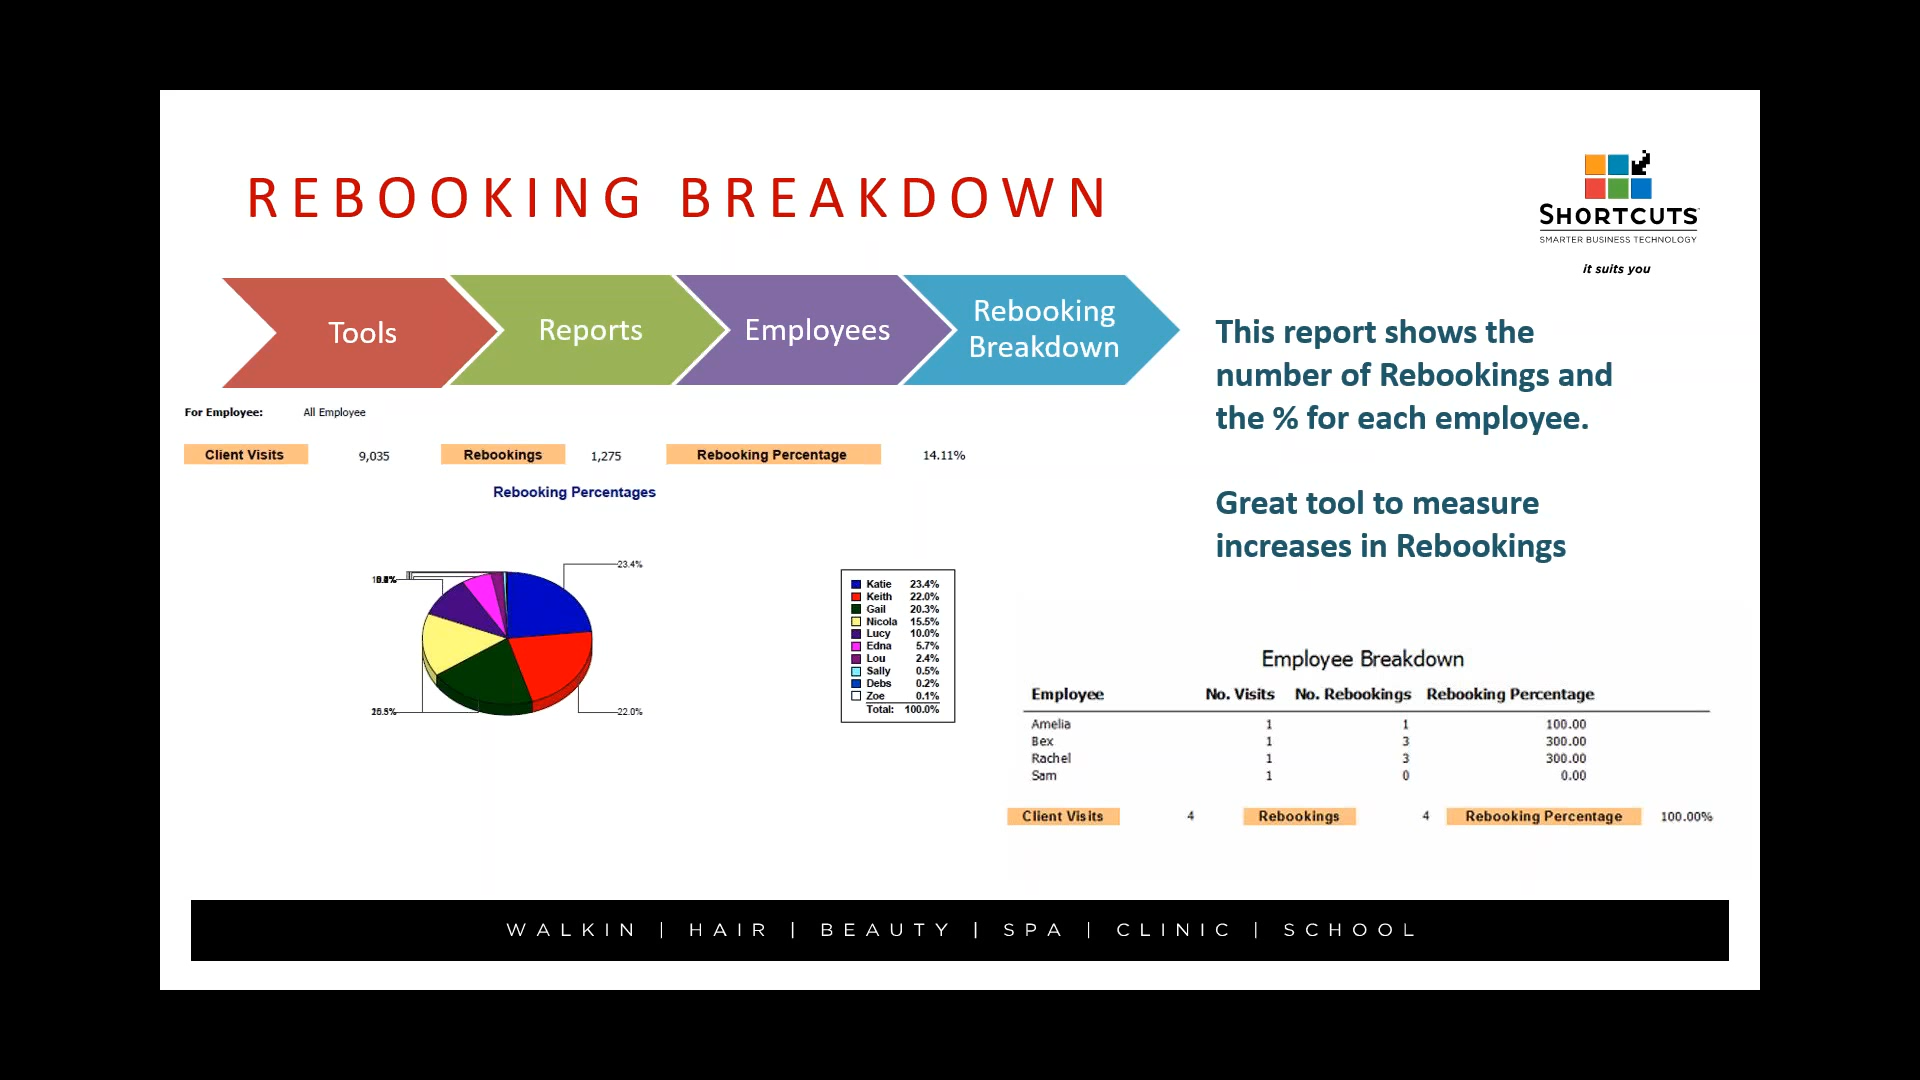 REBOOKING BREAKDOWN
SHORTCUTS
SMARTER BUSINESS TECHNOLOGY
it suits you
Tools
Reports
Employees
Rebooking
Breakdown
This report shows the
number of Rebookings and
the % for each employee.
Great tool to measure
increases in Rebookings
For Employee: All Employee
Client Visits 9,035 Rebookings 1,275 Rebooking Percentage 14.11%
Rebooking Percentages
23.4%
22.0%
Katie 23.4%
Keith 22.0%
Gail 20.3%
Nicola 15.5%
Lucy 10.0%
Edna 5.7%
Lou 2.4%
Sally 0.5%
Debs 0.2%
Zoe 0.1%
Total: 100.0%
Employee Breakdown
Employee No. Visits No. Rebookings Rebooking Percentage
Amelia 1 1 100.00
Bex 1 3 300.00
Rachel 1 3 300.00
Sam 1 0 0.00
Client Visits 4 Rebookings 4 Rebooking Percentage 100.00%
WALKIN | HAIR | BEAUTY | SPA | CLINIC | SCHOOL